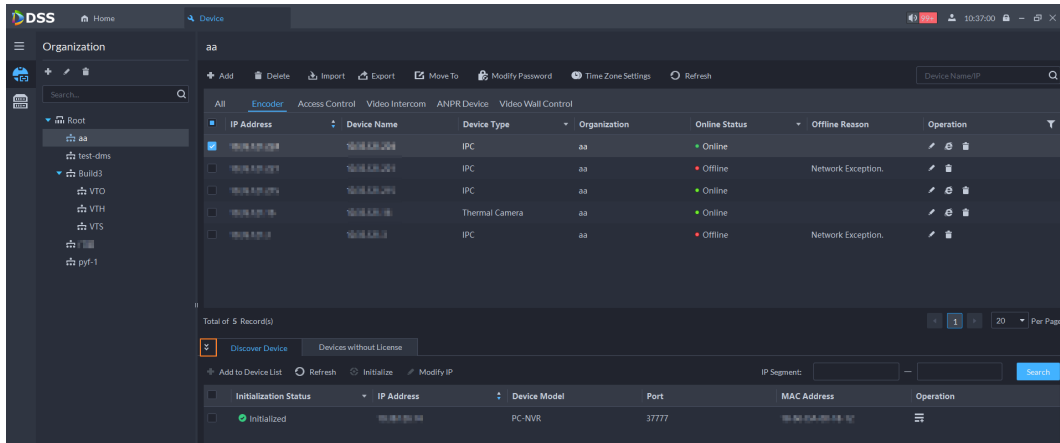 DSS Home Device 99+ 10:37:00
Organization aa
Add Delete Import Export Move To Modify Password Time Zone Settings Refresh Device Name/IP
Search...
All Encoder Access Control Video Intercom ANPR Device Video Wall Control
IP Address Device Name Device Type Organization Online Status Offline Reason Operation
Root
aa
test-dms
Build3
VTO
VTH
VTS
pyf-1
IPC aa Online
IPC aa Offline Network Exception.
IPC aa Online
Thermal Camera aa Online
IPC aa Offline Network Exception.
Total of 5 Record(s) 1 20 Per Page
Discover Device Devices without License
Add to Device List Refresh Initialize Modify IP IP Segment: — Search
Initialization Status IP Address Device Model Port MAC Address Operation
Initialized PC-NVR 37777